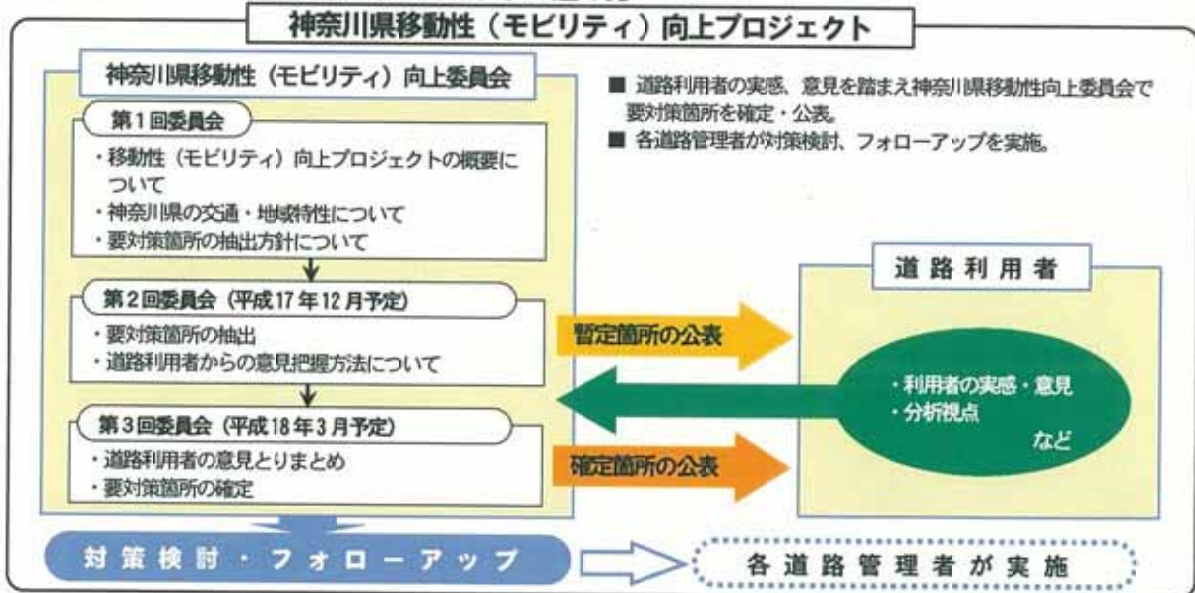 神奈川県移動性（モビリティ）向上プロジェクト
神奈川県移動性（モビリティ）向上委員会
第1回委員会
・移動性（モビリティ）向上プロジェクトの概要に
ついて
・神奈川県の交通・地域特性について
・要対策箇所の抽出方針について
第2回委員会（平成17年12月予定）
・要対策箇所の抽出
・道路利用者からの意見把握方法について
第3回委員会（平成18年3月予定）
・道路利用者の意見とりまとめ
・要対策箇所の確定
■ 道路利用者の実感、意見を踏まえ神奈川県移動性向上委員会で
要対策箇所を確定・公表。
■ 各道路管理者が対策検討、フォローアップを実施。
暫定箇所の公表
確定箇所の公表
道路利用者
・利用者の実感・意見
・分析視点
など
対策検討・フォローアップ
各道路管理者が実施